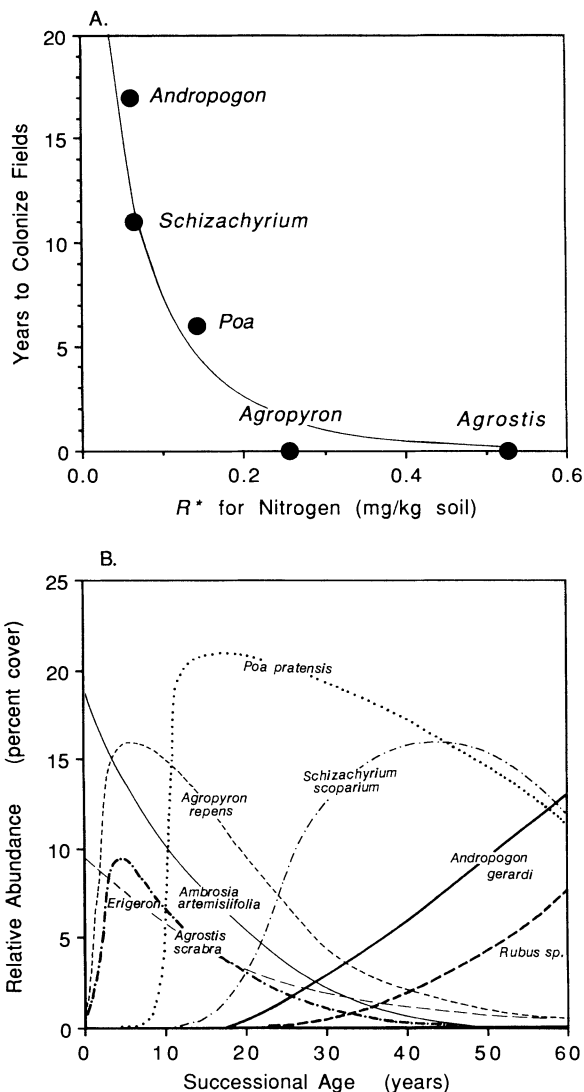 A.
Years to Colonize Fields
20
15
10
5
0
Andropogon
Schizachyrium
Poa
Agropyron
Agrostis
0.0 0.2 0.4 0.6
R* for Nitrogen (mg/kg soil)
B.
Relative Abundance (percent cover)
25
20
15
10
5
0
Poa pratensis
Schizachyrium
scoparium
Agropyron
repens
Andropogon
gerardi
Erigeron
Ambrosia
artemislifolia
Agrostis
scrabra
Rubus sp.
0 10 20 30 40 50 60
Successional Age (years)